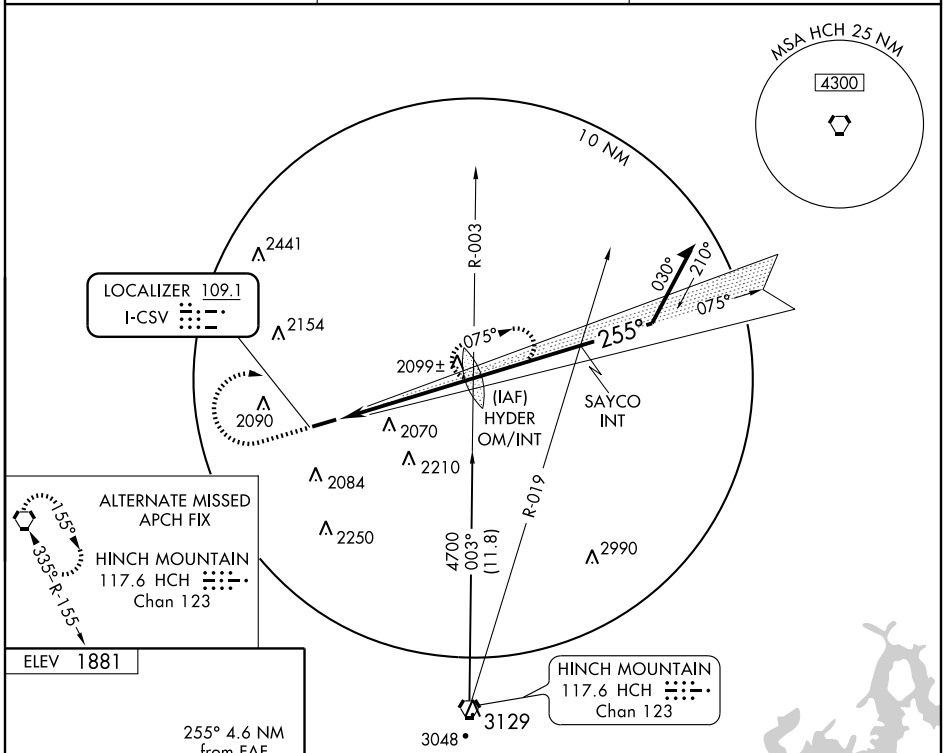 MSA HCH 25 NM
4300
10 NM
2441
R-003
030°
210°
LOCALIZER 109.1
I-CSV
075°
2154
075°
255°
2099±
(IAF)
HYDER
OM/INT
SAYCO
INT
2090
2070
2210
2084
R-019
2250
4700
003°
(11.8)
2990
ALTERNATE MISSED
APCH FIX
155°
HINCH MOUNTAIN
117.6 HCH
Chan 123
335°
R-155
ELEV 1881
HINCH MOUNTAIN
117.6 HCH
Chan 123
3129
3048
255° 4.6 NM
from FAF